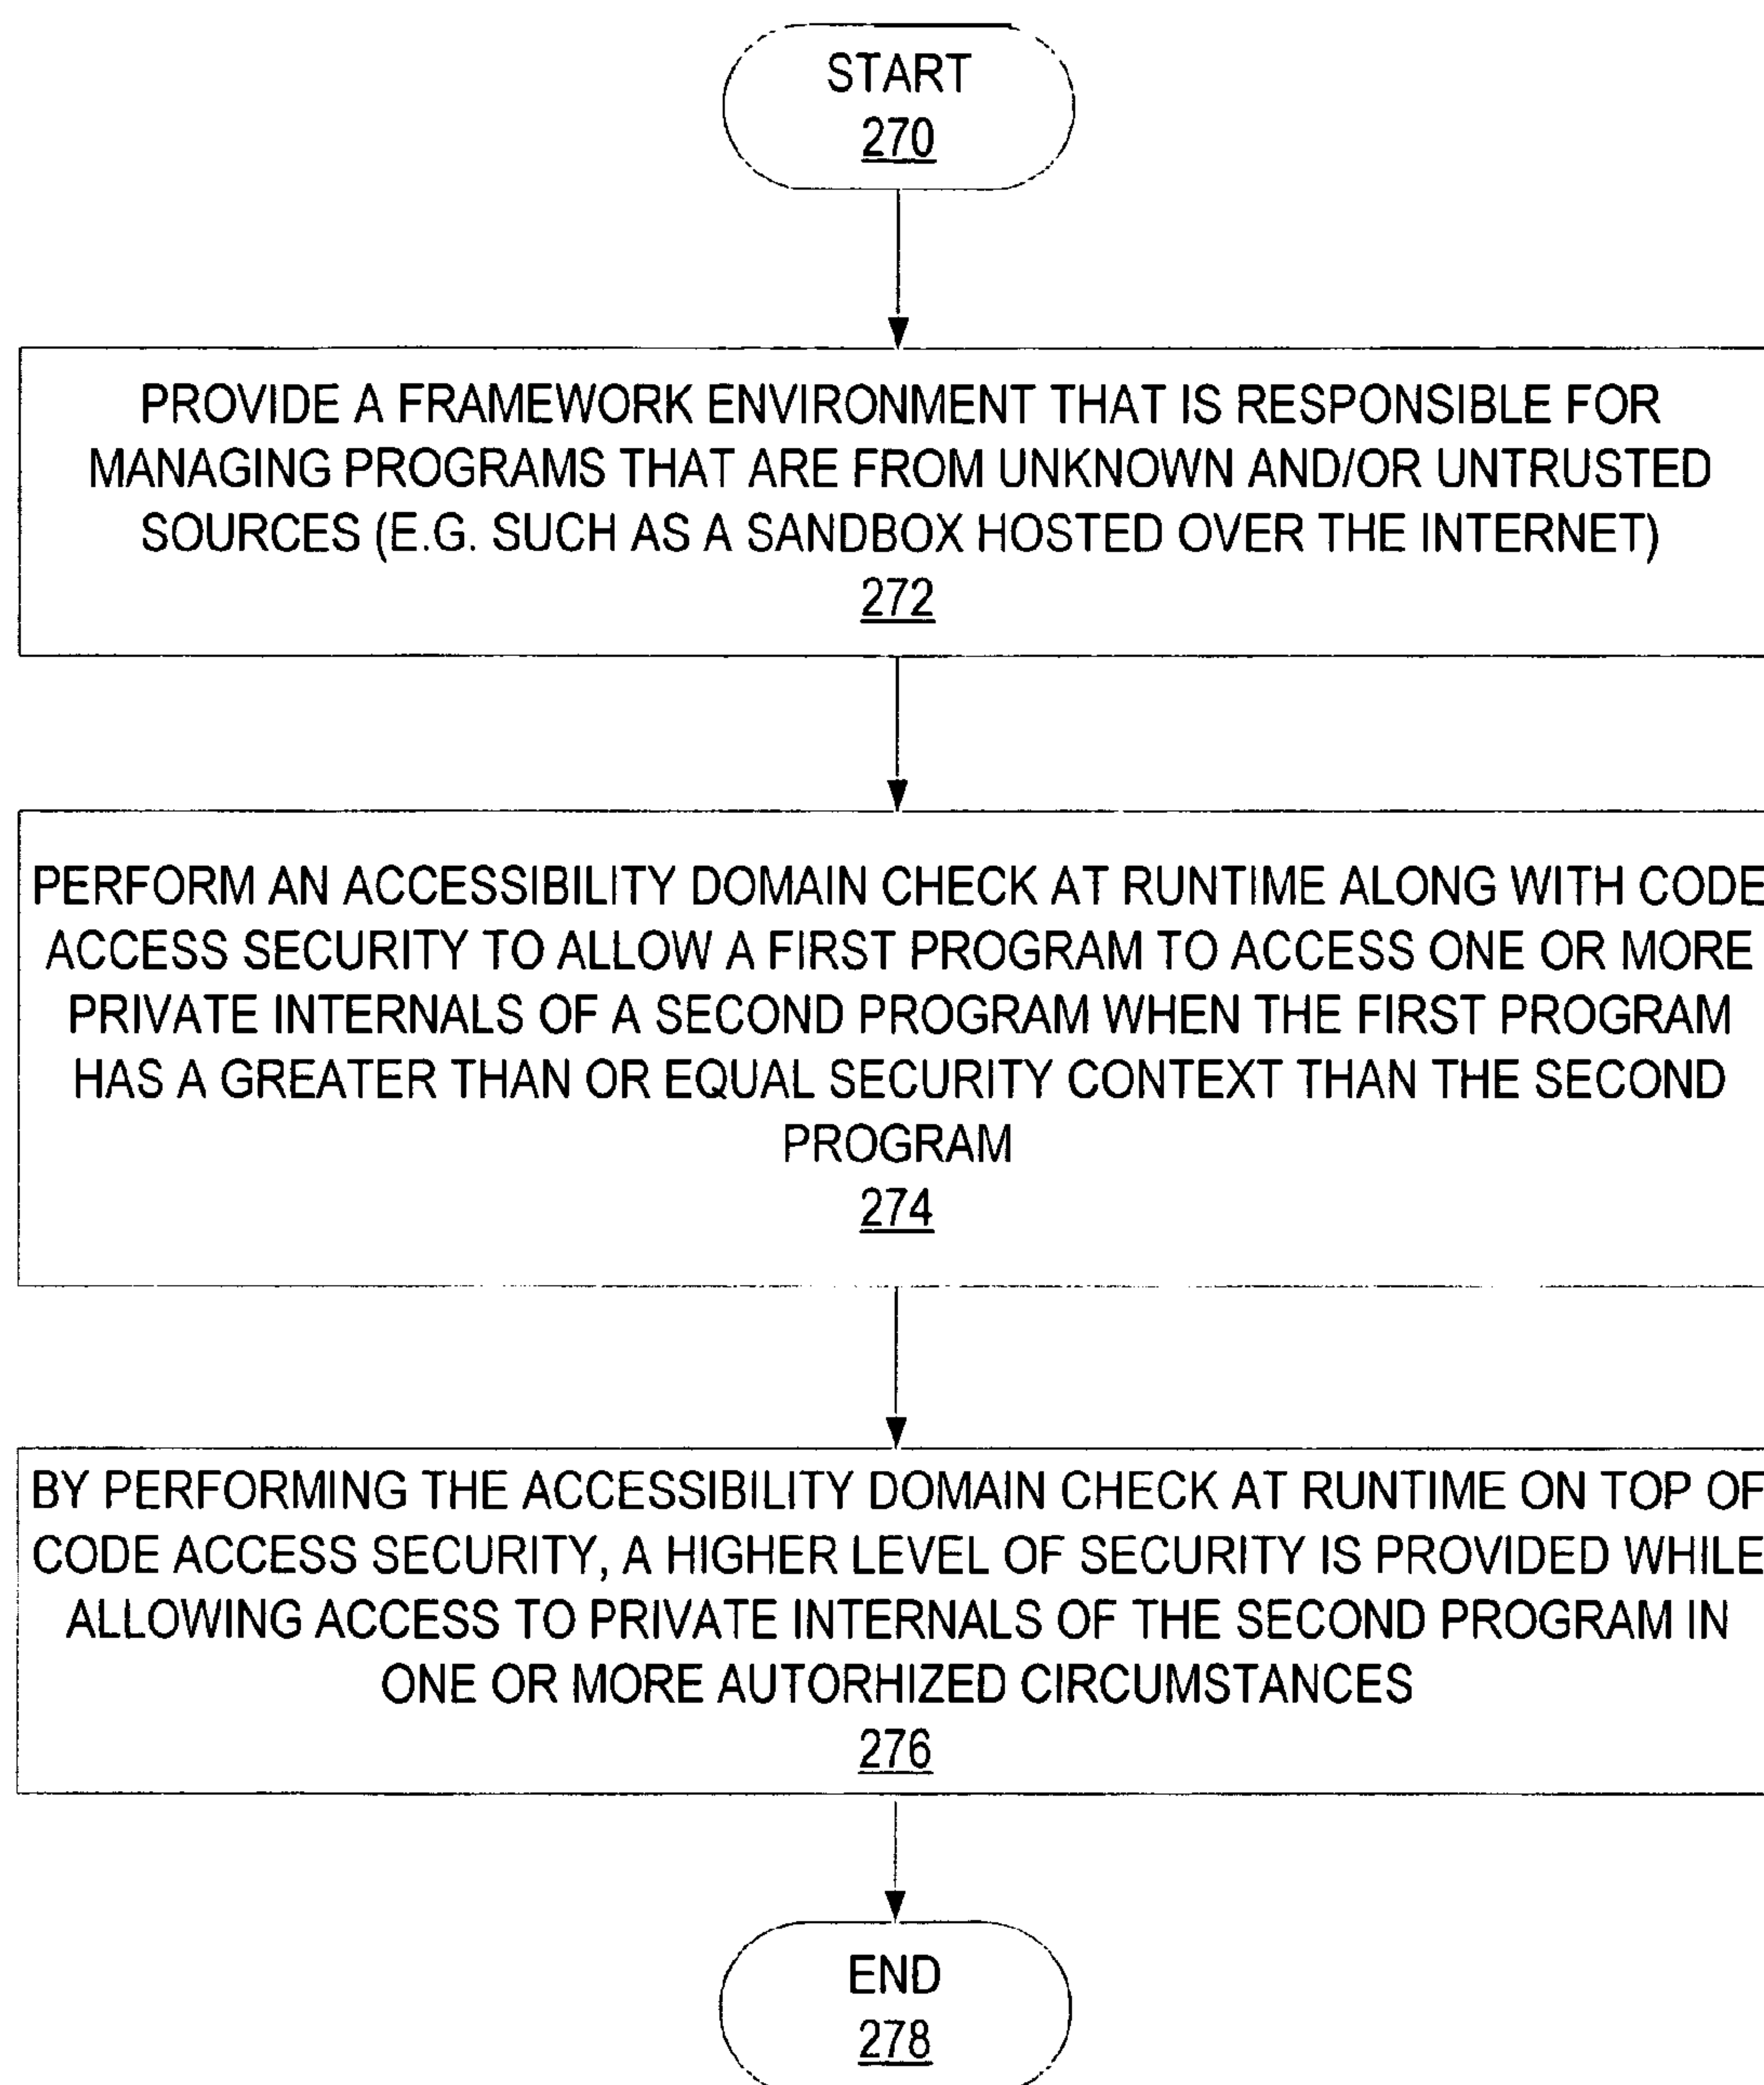 START
270
PROVIDE A FRAMEWORK ENVIRONMENT THAT IS RESPONSIBLE FOR
MANAGING PROGRAMS THAT ARE FROM UNKNOWN AND/OR UNTRUSTED
SOURCES (E.G. SUCH AS A SANDBOX HOSTED OVER THE INTERNET)
272
PERFORM AN ACCESSIBILITY DOMAIN CHECK AT RUNTIME ALONG WITH CODE
ACCESS SECURITY TO ALLOW A FIRST PROGRAM TO ACCESS ONE OR MORE
PRIVATE INTERNALS OF A SECOND PROGRAM WHEN THE FIRST PROGRAM
HAS A GREATER THAN OR EQUAL SECURITY CONTEXT THAN THE SECOND
PROGRAM
274
BY PERFORMING THE ACCESSIBILITY DOMAIN CHECK AT RUNTIME ON TOP OF
CODE ACCESS SECURITY, A HIGHER LEVEL OF SECURITY IS PROVIDED WHILE
ALLOWING ACCESS TO PRIVATE INTERNALS OF THE SECOND PROGRAM IN
ONE OR MORE AUTORHIZED CIRCUMSTANCES
276
END
278